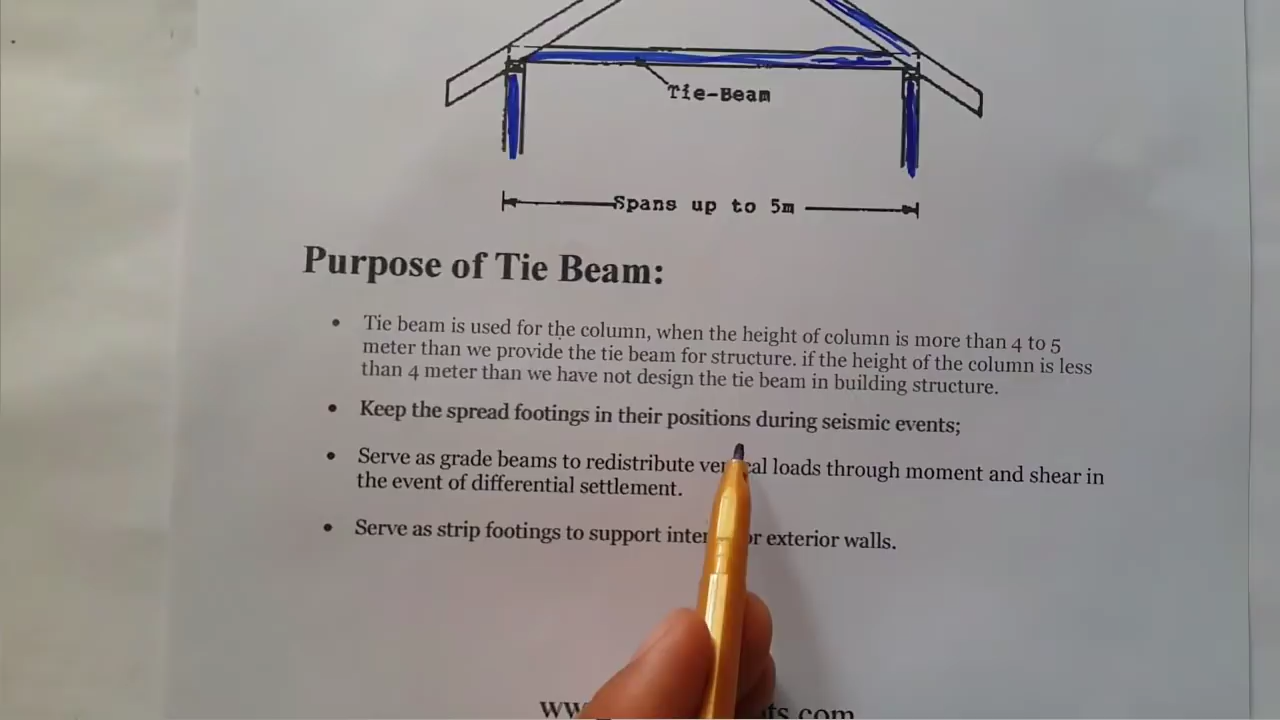 Tie-Beam
Spans up to 5m
Purpose of Tie Beam:
• Tie beam is used for the column, when the height of column is more than 4 to 5
meter than we provide the tie beam for structure. if the height of the column is less
than 4 meter than we have not design the tie beam in building structure.
• Keep the spread footings in their positions during seismic events;
• Serve as grade beams to redistribute vertical loads through moment and shear in
the event of differential settlement.
• Serve as strip footings to support exterior walls.